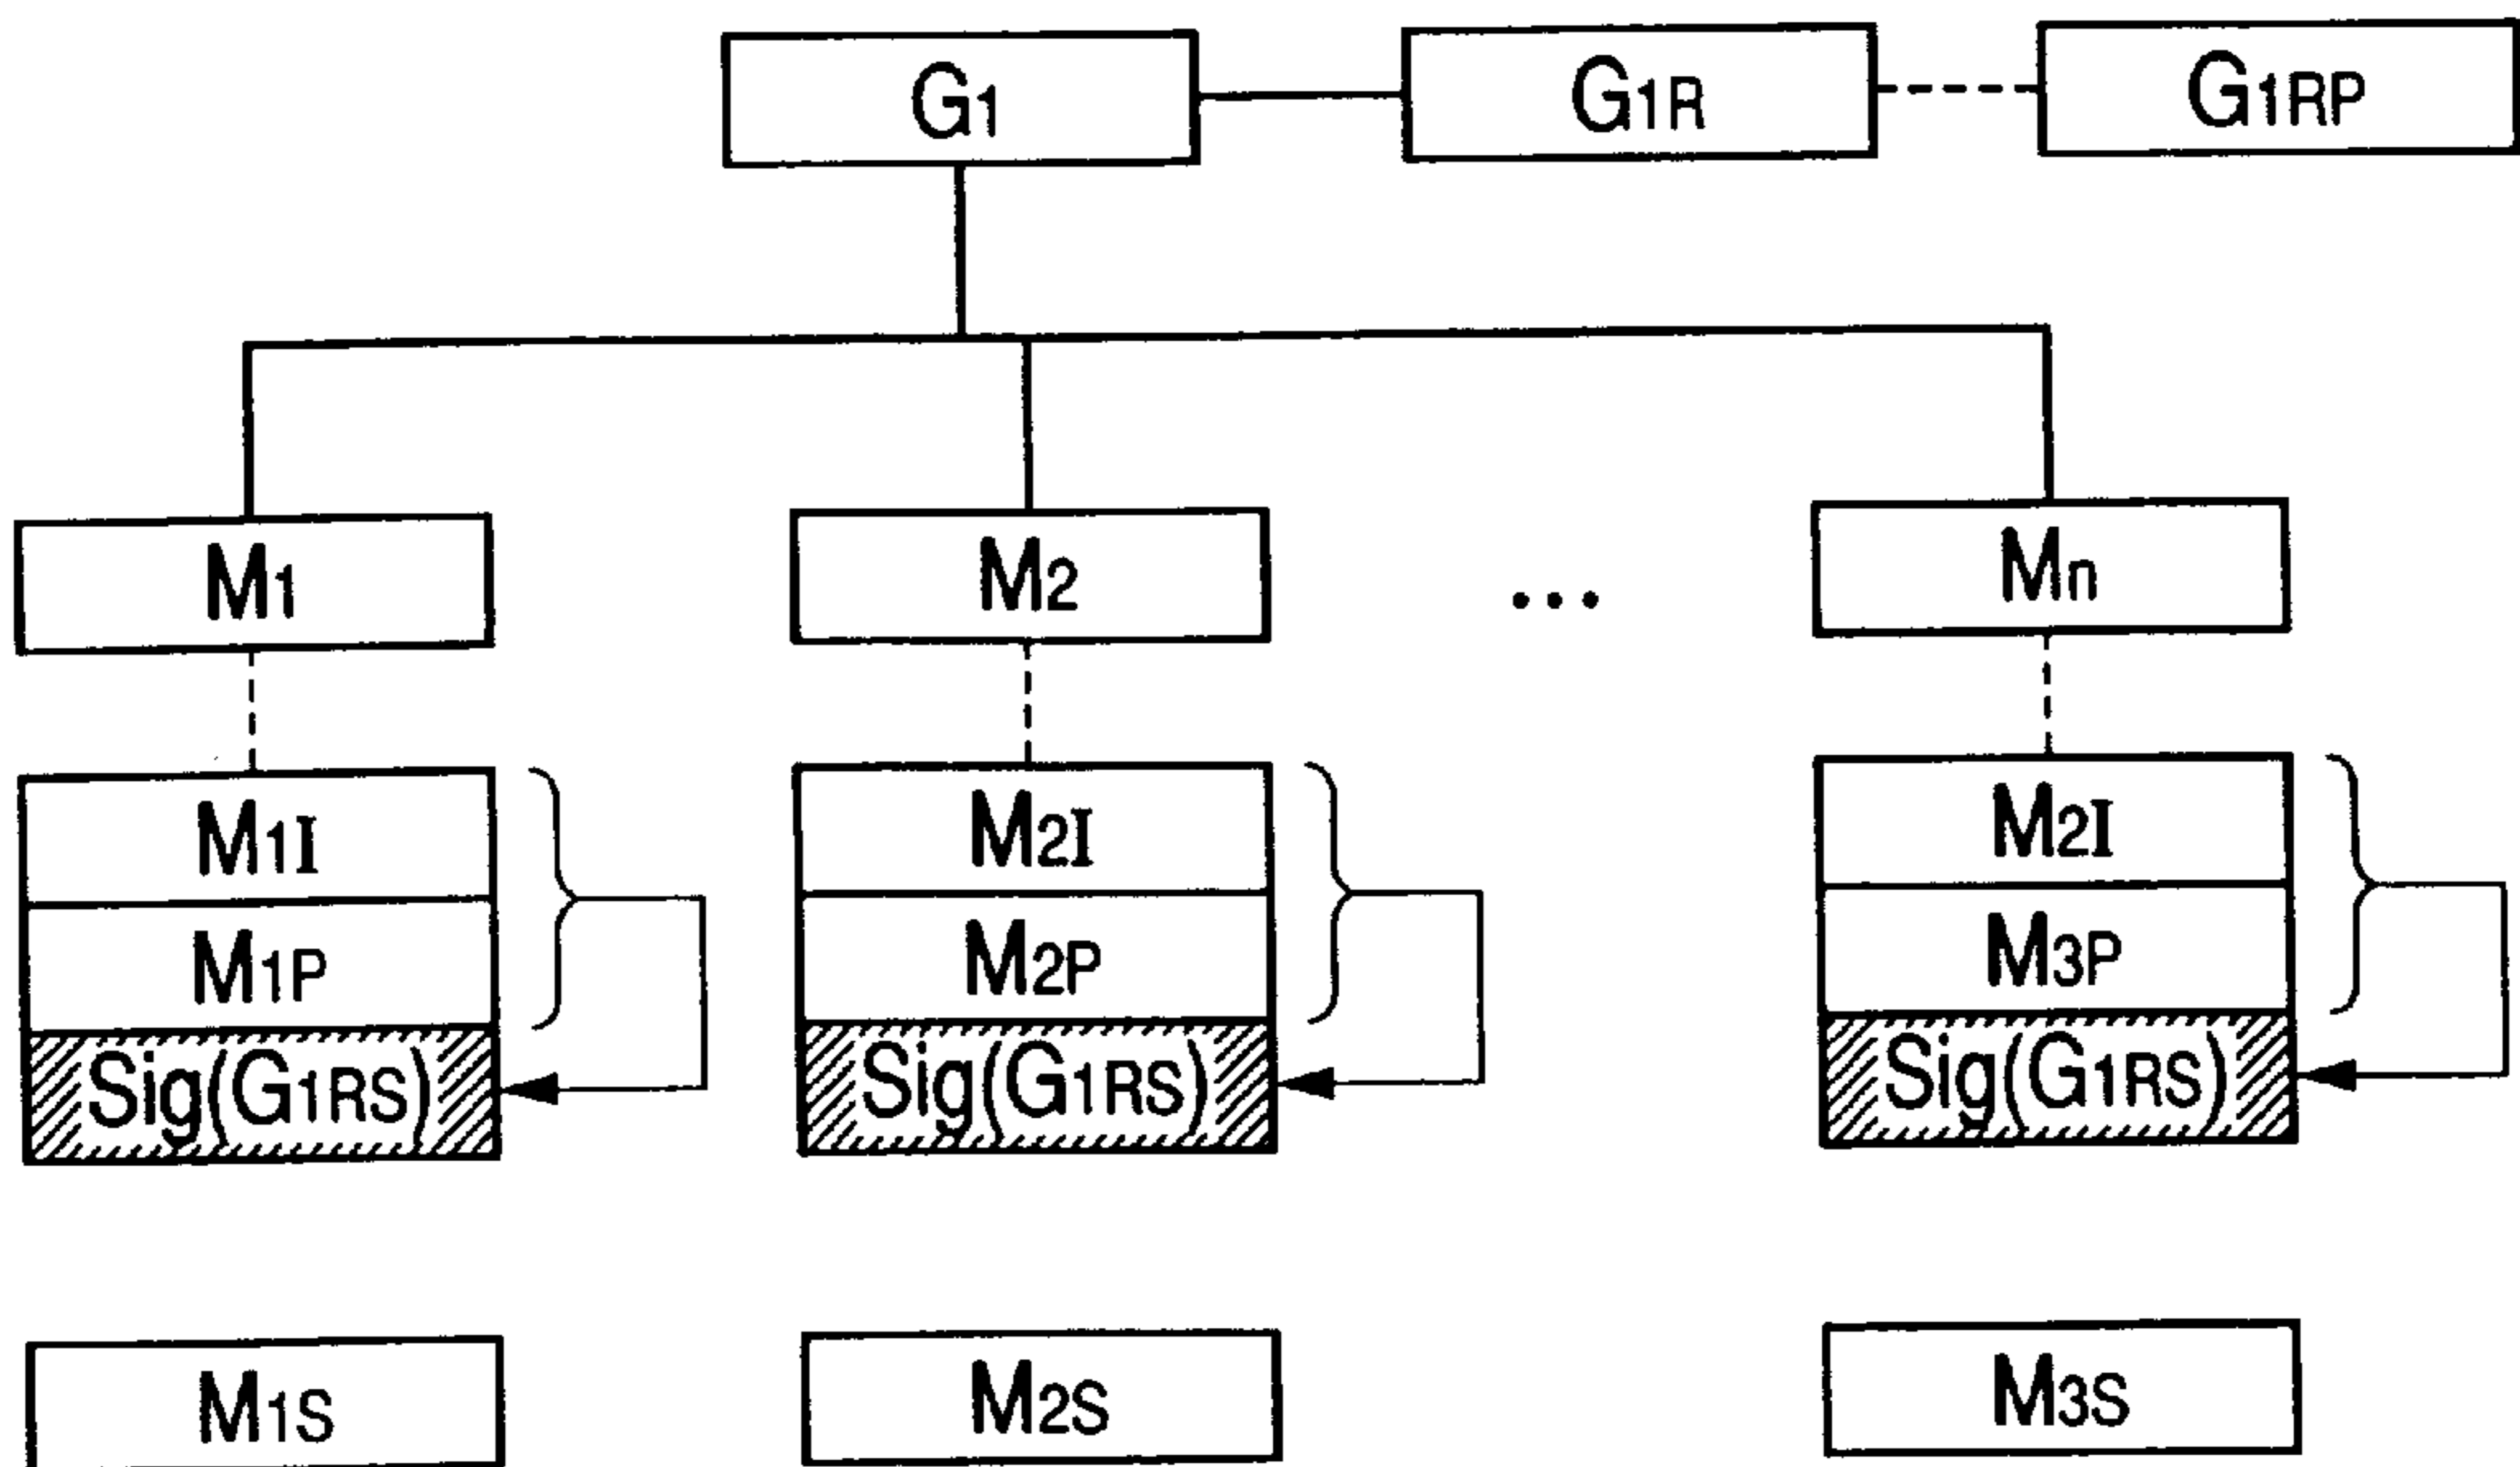 G1 G1R G1RP
M1 M2 ... Mn
M1I M2I M2I
M1P M2P M3P
Sig(G1RS) Sig(G1RS) Sig(G1RS)
M1S M2S M3S